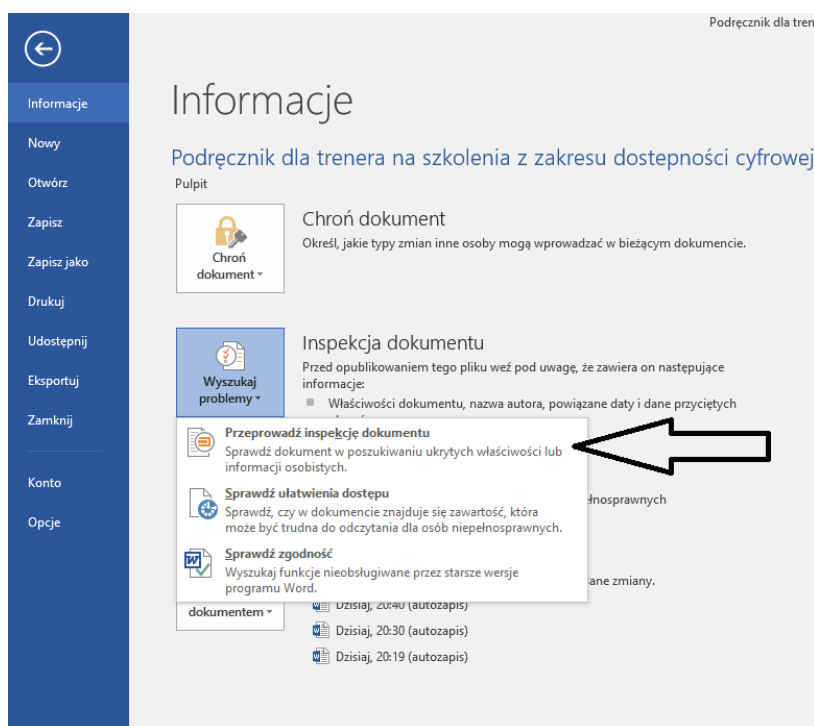 Podręcznik dla tren
Informacje
Informacje
Nowy
Podręcznik dla trenera na szkolenia z zakresu dostepności cyfrowej
Otwórz
Pulpit
Zapisz
Chroń dokument
Określ, jakie typy zmian inne osoby mogą wprowadzać w bieżącym dokumencie.
Chroń
dokument
Zapisz jako
Drukuj
Udostępnij
Inspekcja dokumentu
Przed opublikowaniem tego pliku weź pod uwagę, że zawiera on następujące
informacje:
Wyszukaj
problemy
Eksportuj
Właściwości dokumentu, nazwa autora, powiązane daty i dane przyciętych
Zamknij
Przeprowadź inspekcję dokumentu
Sprawdź dokument w poszukiwaniu ukrytych właściwości lub
informacji osobistych.
Konto
Sprawdź ułatwienia dostępu
Sprawdź, czy w dokumencie znajduje się zawartość, która
może być trudna do odczytania dla osób niepełnosprawnych.
łnosprawnych
Opcje
Sprawdź zgodność
Wyszukaj funkcje nieobsługiwane przez starsze wersje
programu Word.
ane zmiany.
dokumentem
Dzisiaj, 20:40 (autozapis)
Dzisiaj, 20:30 (autozapis)
Dzisiaj, 20:19 (autozapis)